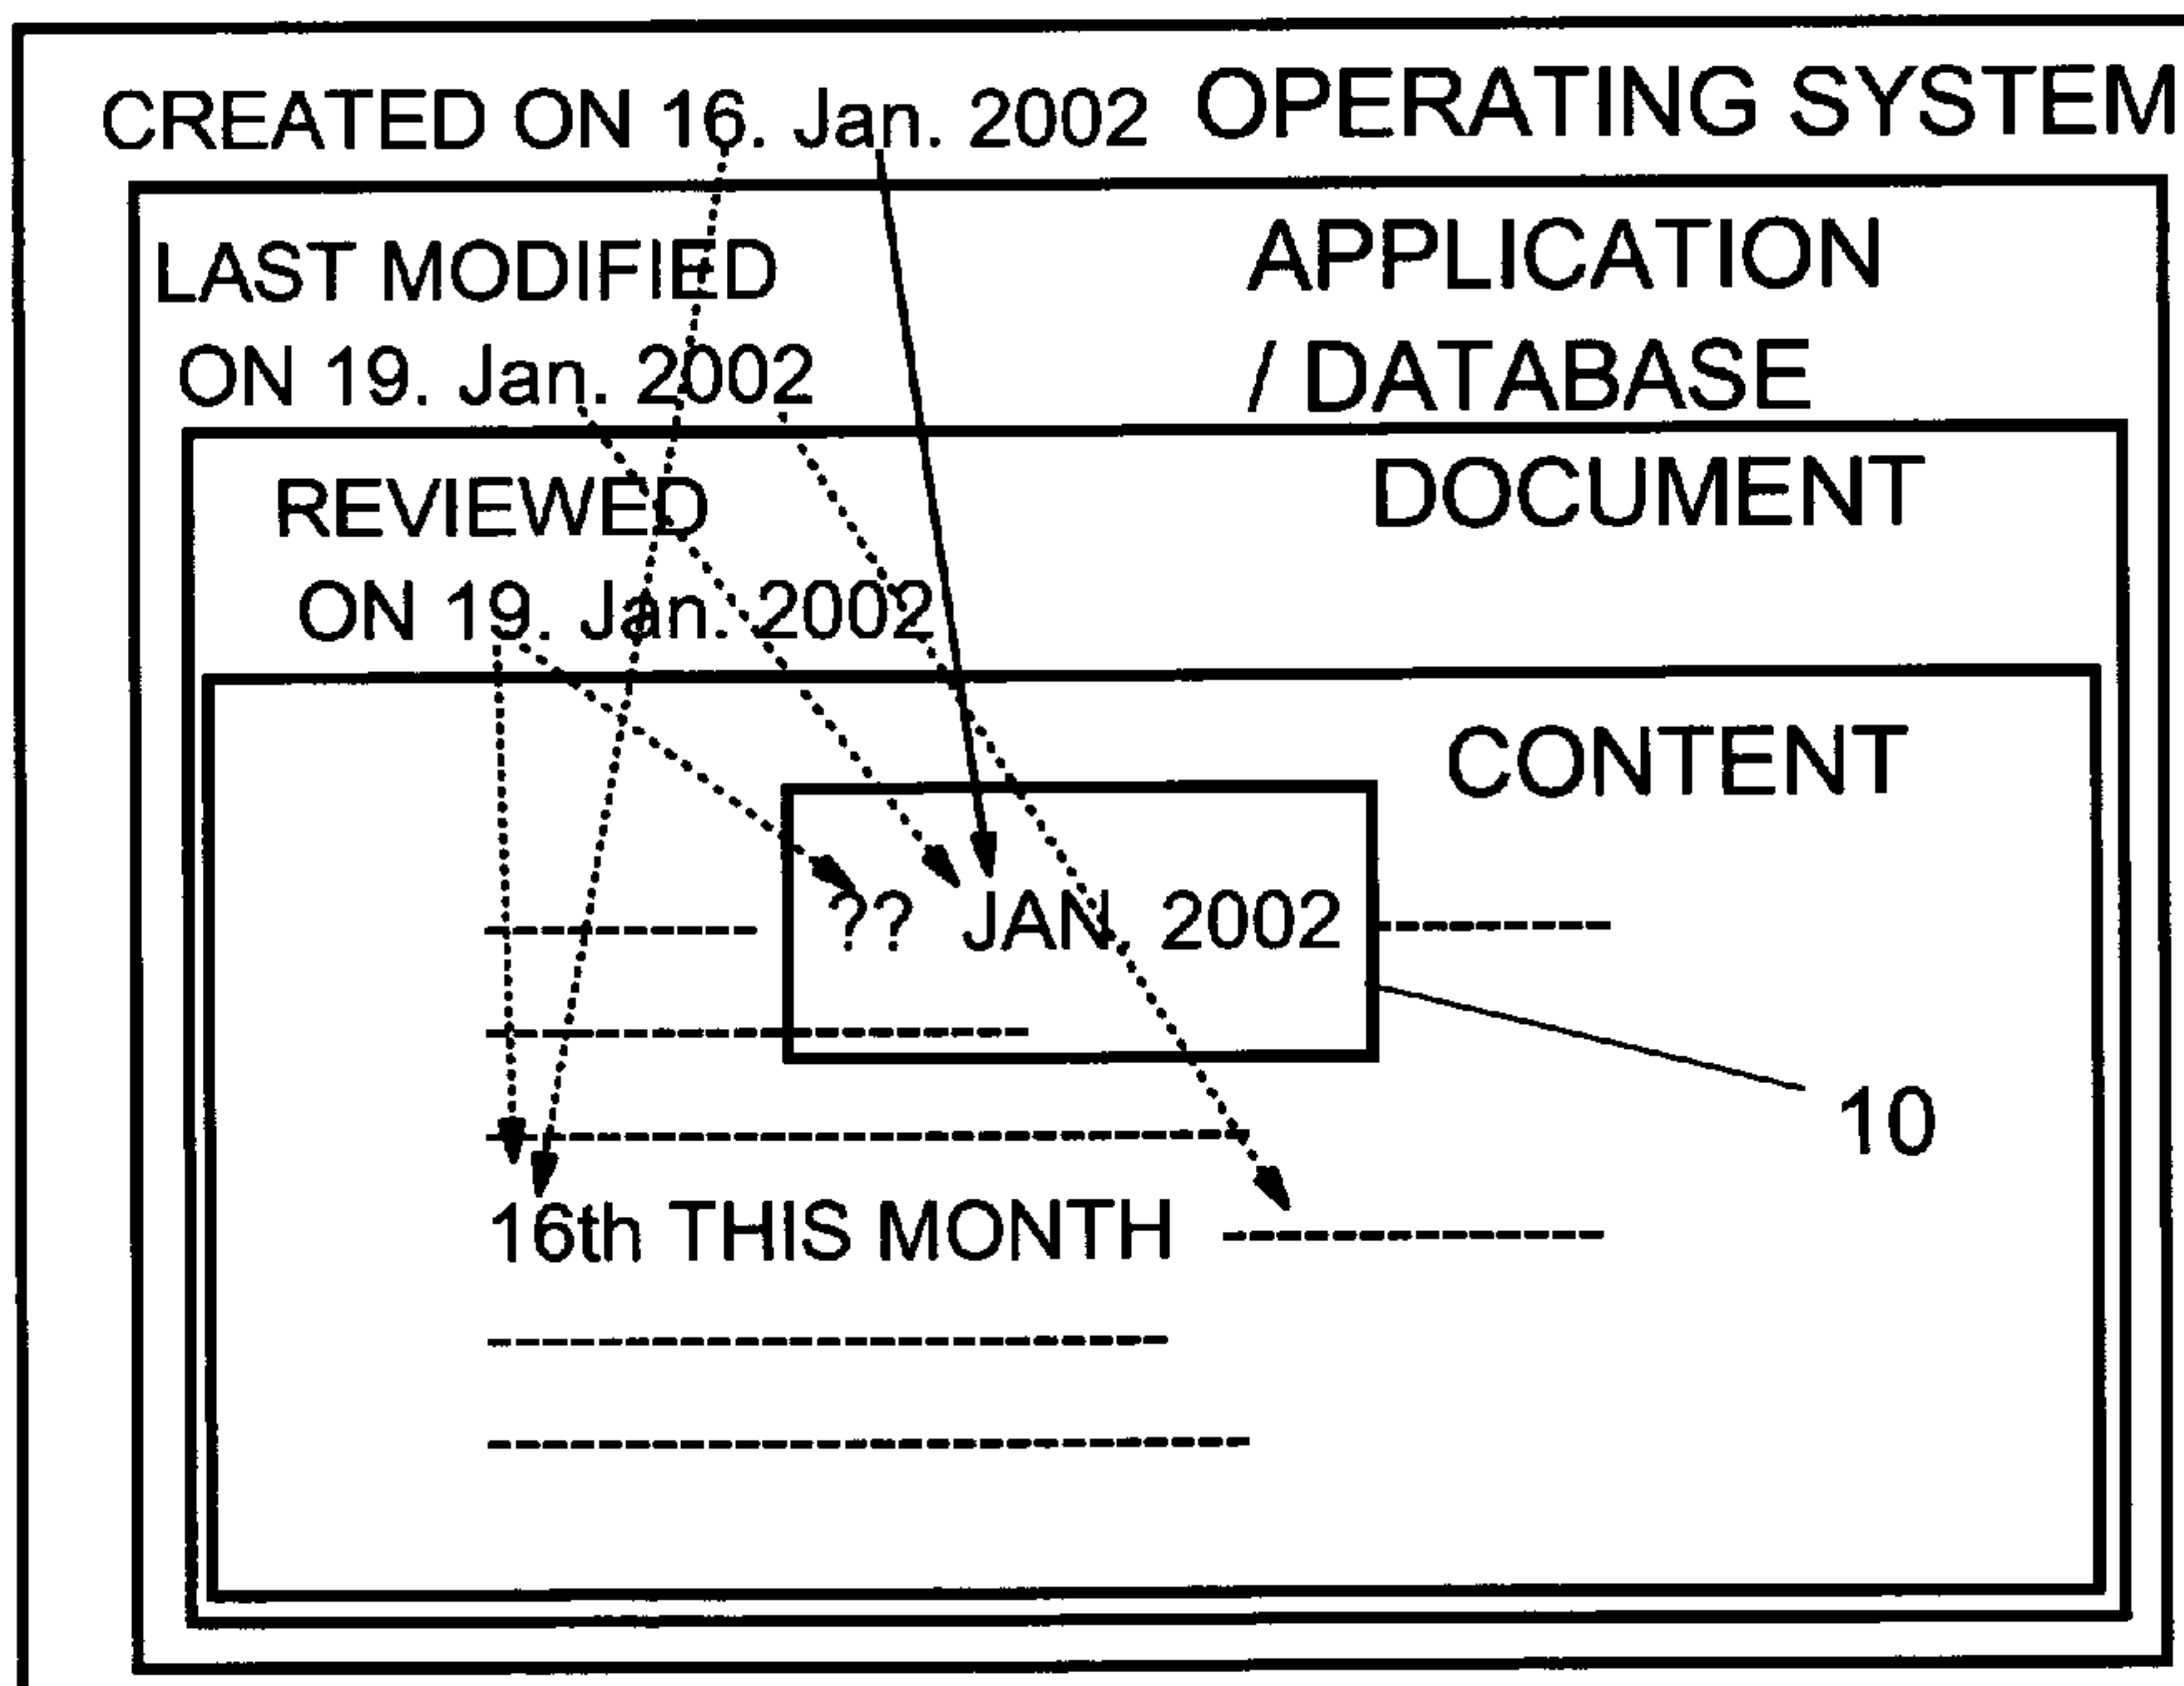 CREATED ON 16. Jan. 2002 OPERATING SYSTEM
LAST MODIFIED
ON 19. Jan. 2002
APPLICATION
/ DATABASE
REVIEWED
ON 19. Jan. 2002
DOCUMENT
CONTENT
?? JAN. 2002
10
16th THIS MONTH